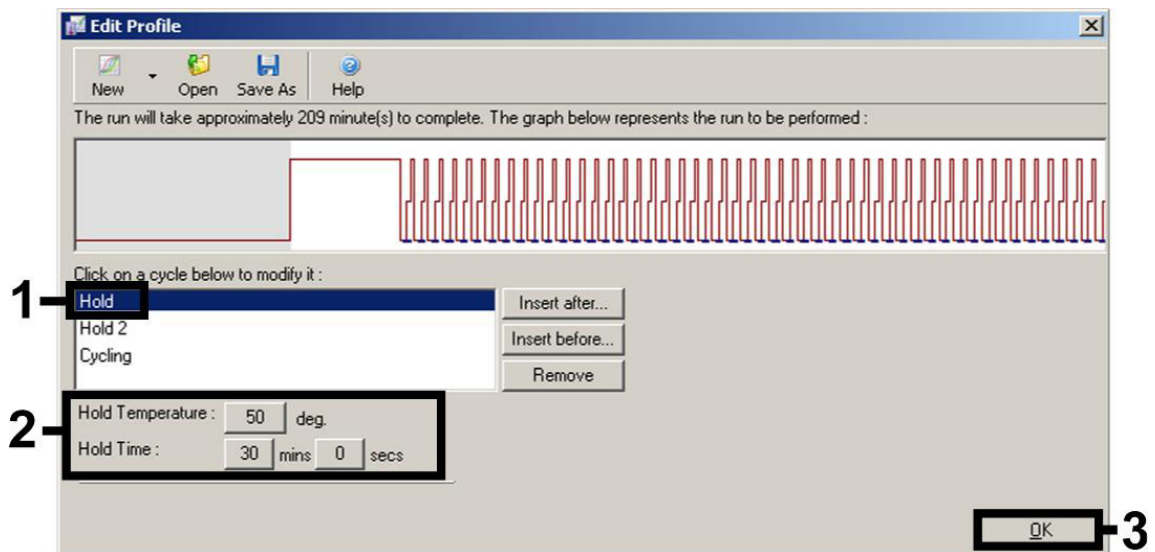 Edit Profile
New Open Save As Help
The run will take approximately 209 minute(s) to complete. The graph below represents the run to be performed :
Click on a cycle below to modify it :
1
Hold
Insert after...
Hold 2
Insert before...
Cycling
Remove
2
Hold Temperature : 50 deg.
Hold Time : 30 mins 0 secs
OK
3